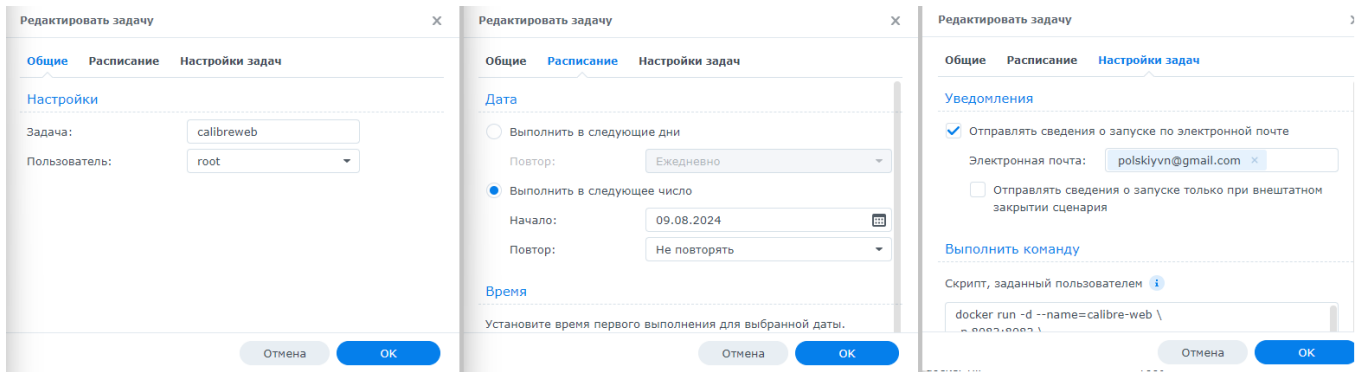 Редактировать задачу
Общие Расписание Настройки задач
Настройки
Задача: calibreweb
Пользователь: root
Отмена OK
Редактировать задачу
Общие Расписание Настройки задач
Дата
Выполнить в следующие дни
Повтор: Ежедневно
Выполнить в следующее число
Начало: 09.08.2024
Повтор: Не повторять
Время
Установите время первого выполнения для выбранной даты.
Отмена OK
Редактировать задачу
Общие Расписание Настройки задач
Уведомления
Отправлять сведения о запуске по электронной почте
Электронная почта: polskiyvn@gmail.com ×
Отправлять сведения о запуске только при внештатном
закрытии сценария
Выполнить команду
Скрипт, заданный пользователем i
docker run -d --name=calibre-web \
Отмена OK